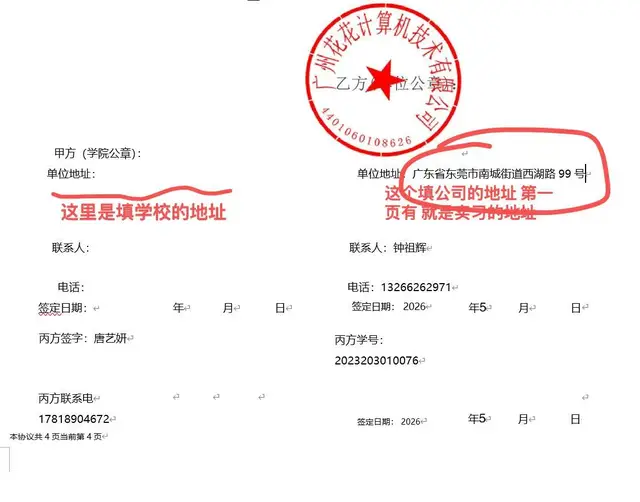 广州花花计算机技术有限公司
乙方(单位公章):
4401060108626
甲方（学院公章）：
单位地址：
单位地址：广东省东莞市南城街道西湖路 99 号
这里是填学校的地址
这个填公司的地址 第一
页有 就是实习的地址
联系人：
联系人：钟祖辉
电话：
电话：13266262971
签定日期： 年 月 日
签定日期： 2026 年5 月 日
丙方签字：唐艺妍
丙方学号：
2023203010076
丙方联系电
17818904672
签定日期： 2026 年5 月 日
本协议共 4 页当前第 4 页